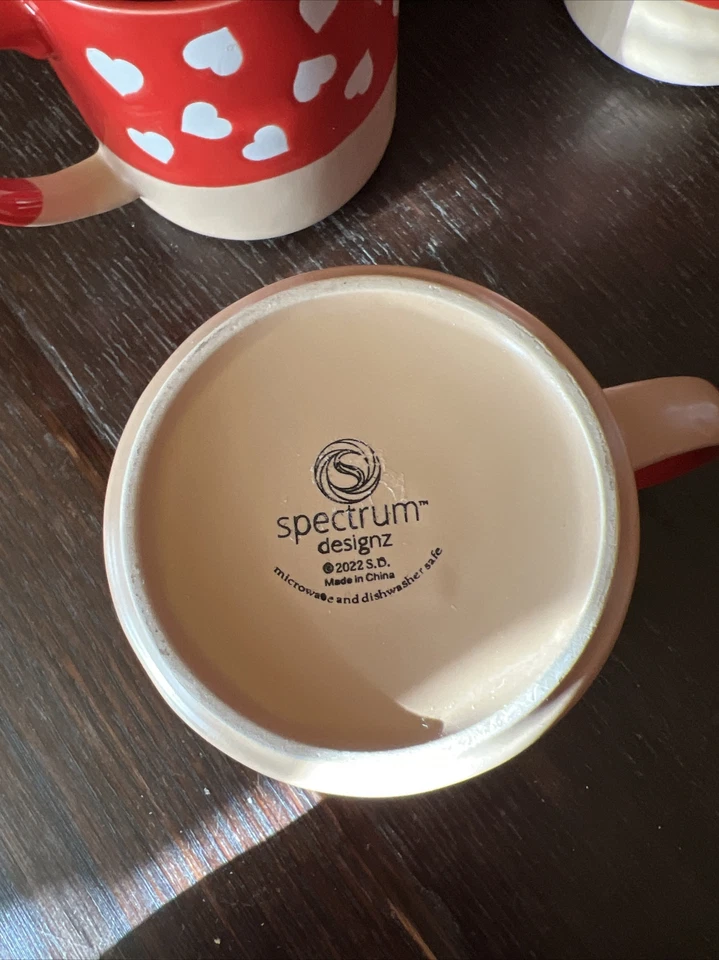 spectrum™
designz
©2022 S.D.
Made in China
microwave and dishwasher safe